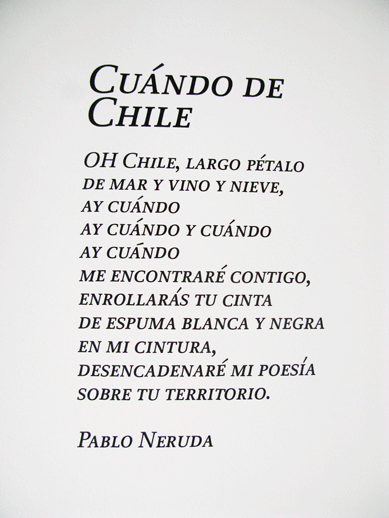 CUÁNDO DE
CHILE
OH CHILE, LARGO PÉTALO
DE MAR Y VINO Y NIEVE,
AY CUÁNDO
AY CUÁNDO Y CUÁNDO
AY CUÁNDO
ME ENCONTRARÉ CONTIGO,
ENROLLARÁS TU CINTA
DE ESPUMA BLANCA Y NEGRA
EN MI CINTURA,
DESENCADENARÉ MI POESÍA
SOBRE TU TERRITORIO.
PABLO NERUDA